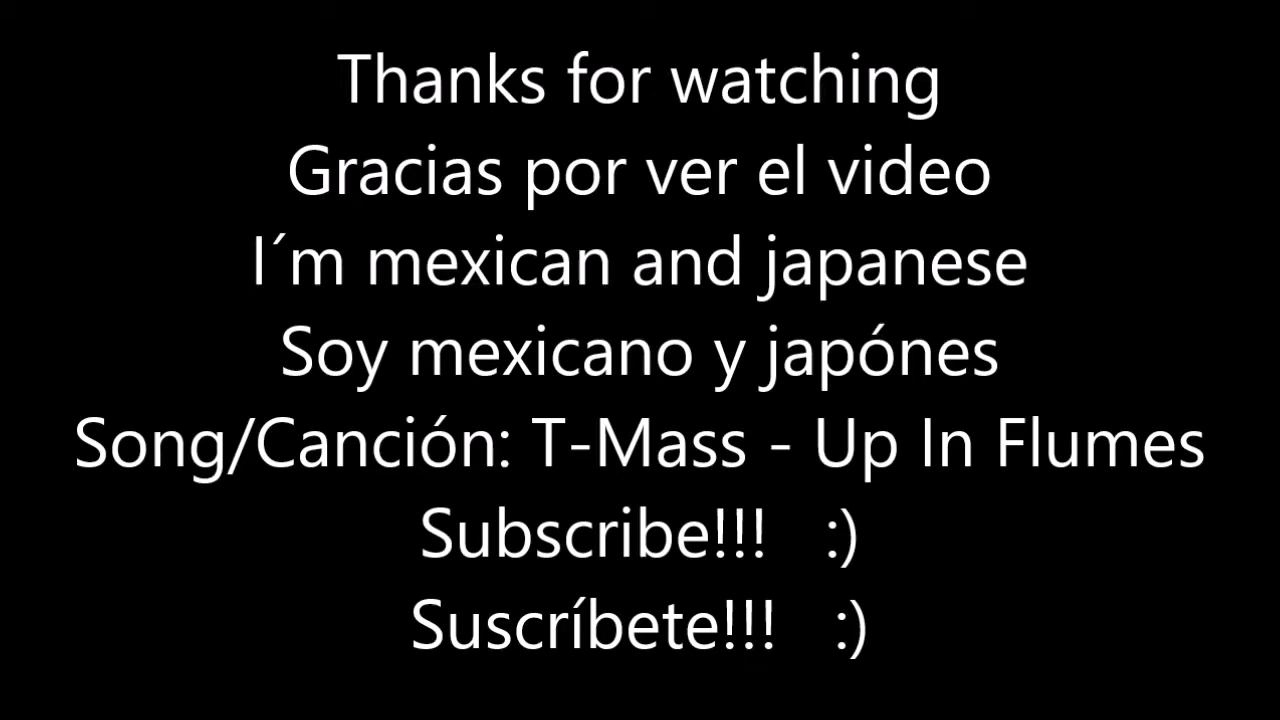 Thanks for watching
Gracias por ver el video
I´m mexican and japanese
Soy mexicano y japónes
Song/Canción: T-Mass - Up In Flumes
Subscribe!!! :)
Suscríbete!!! :)